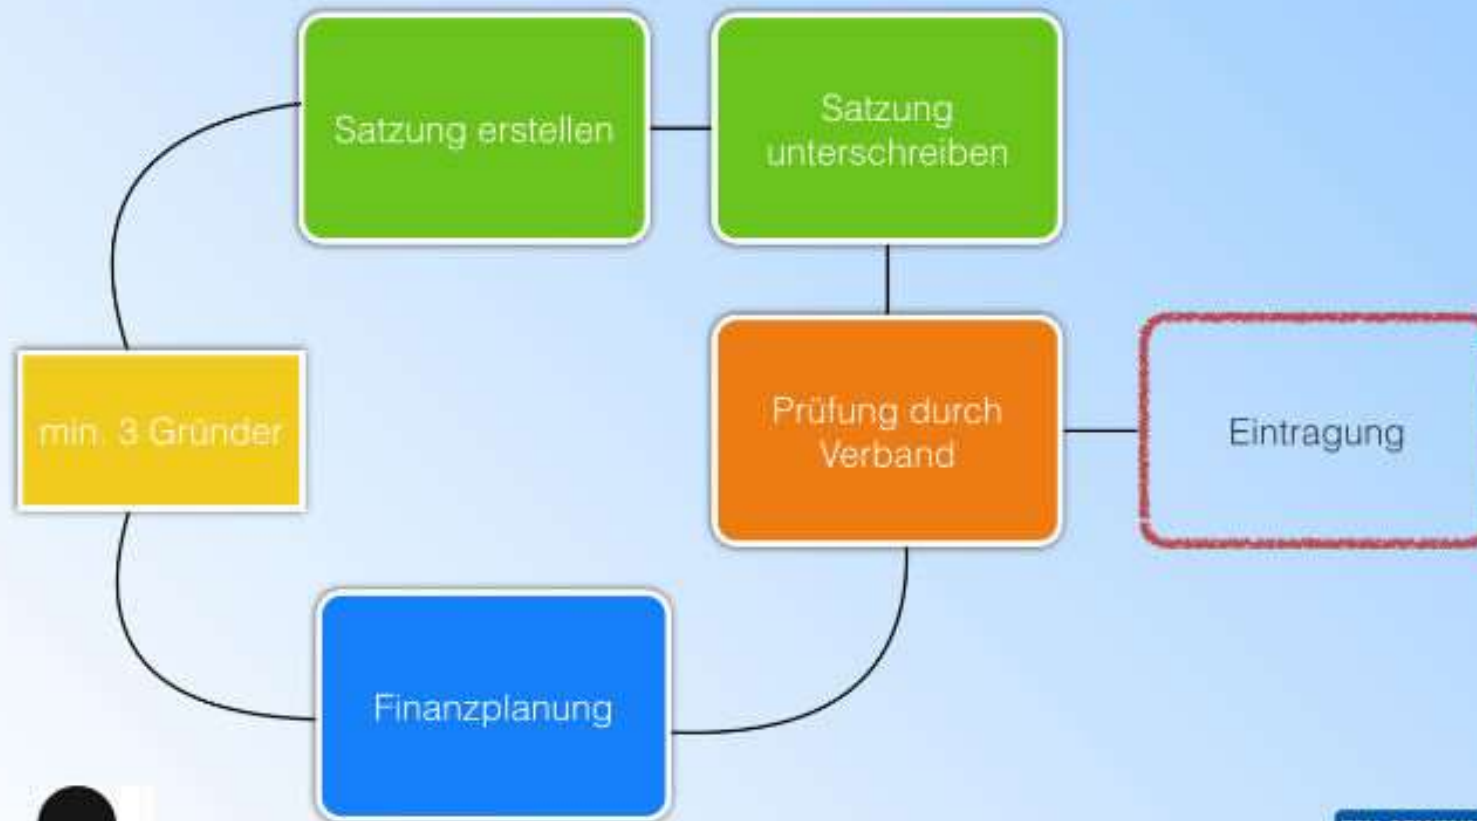 Satzung erstellen
Satzung
unterschreiben
min. 3 Gründer
Prüfung durch
Verband
Eintragung
Finanzplanung